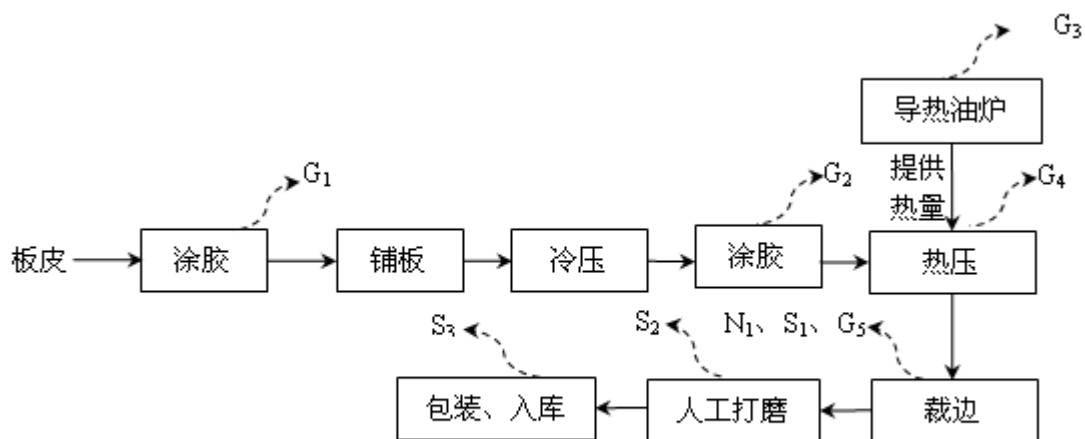 G₃
导热油炉
提供
热量
G₁
G₂
G₄
板皮
涂胶
铺板
冷压
涂胶
热压
S₃
S₂
N₁、S₁、G₅
包装、入库
人工打磨
裁边